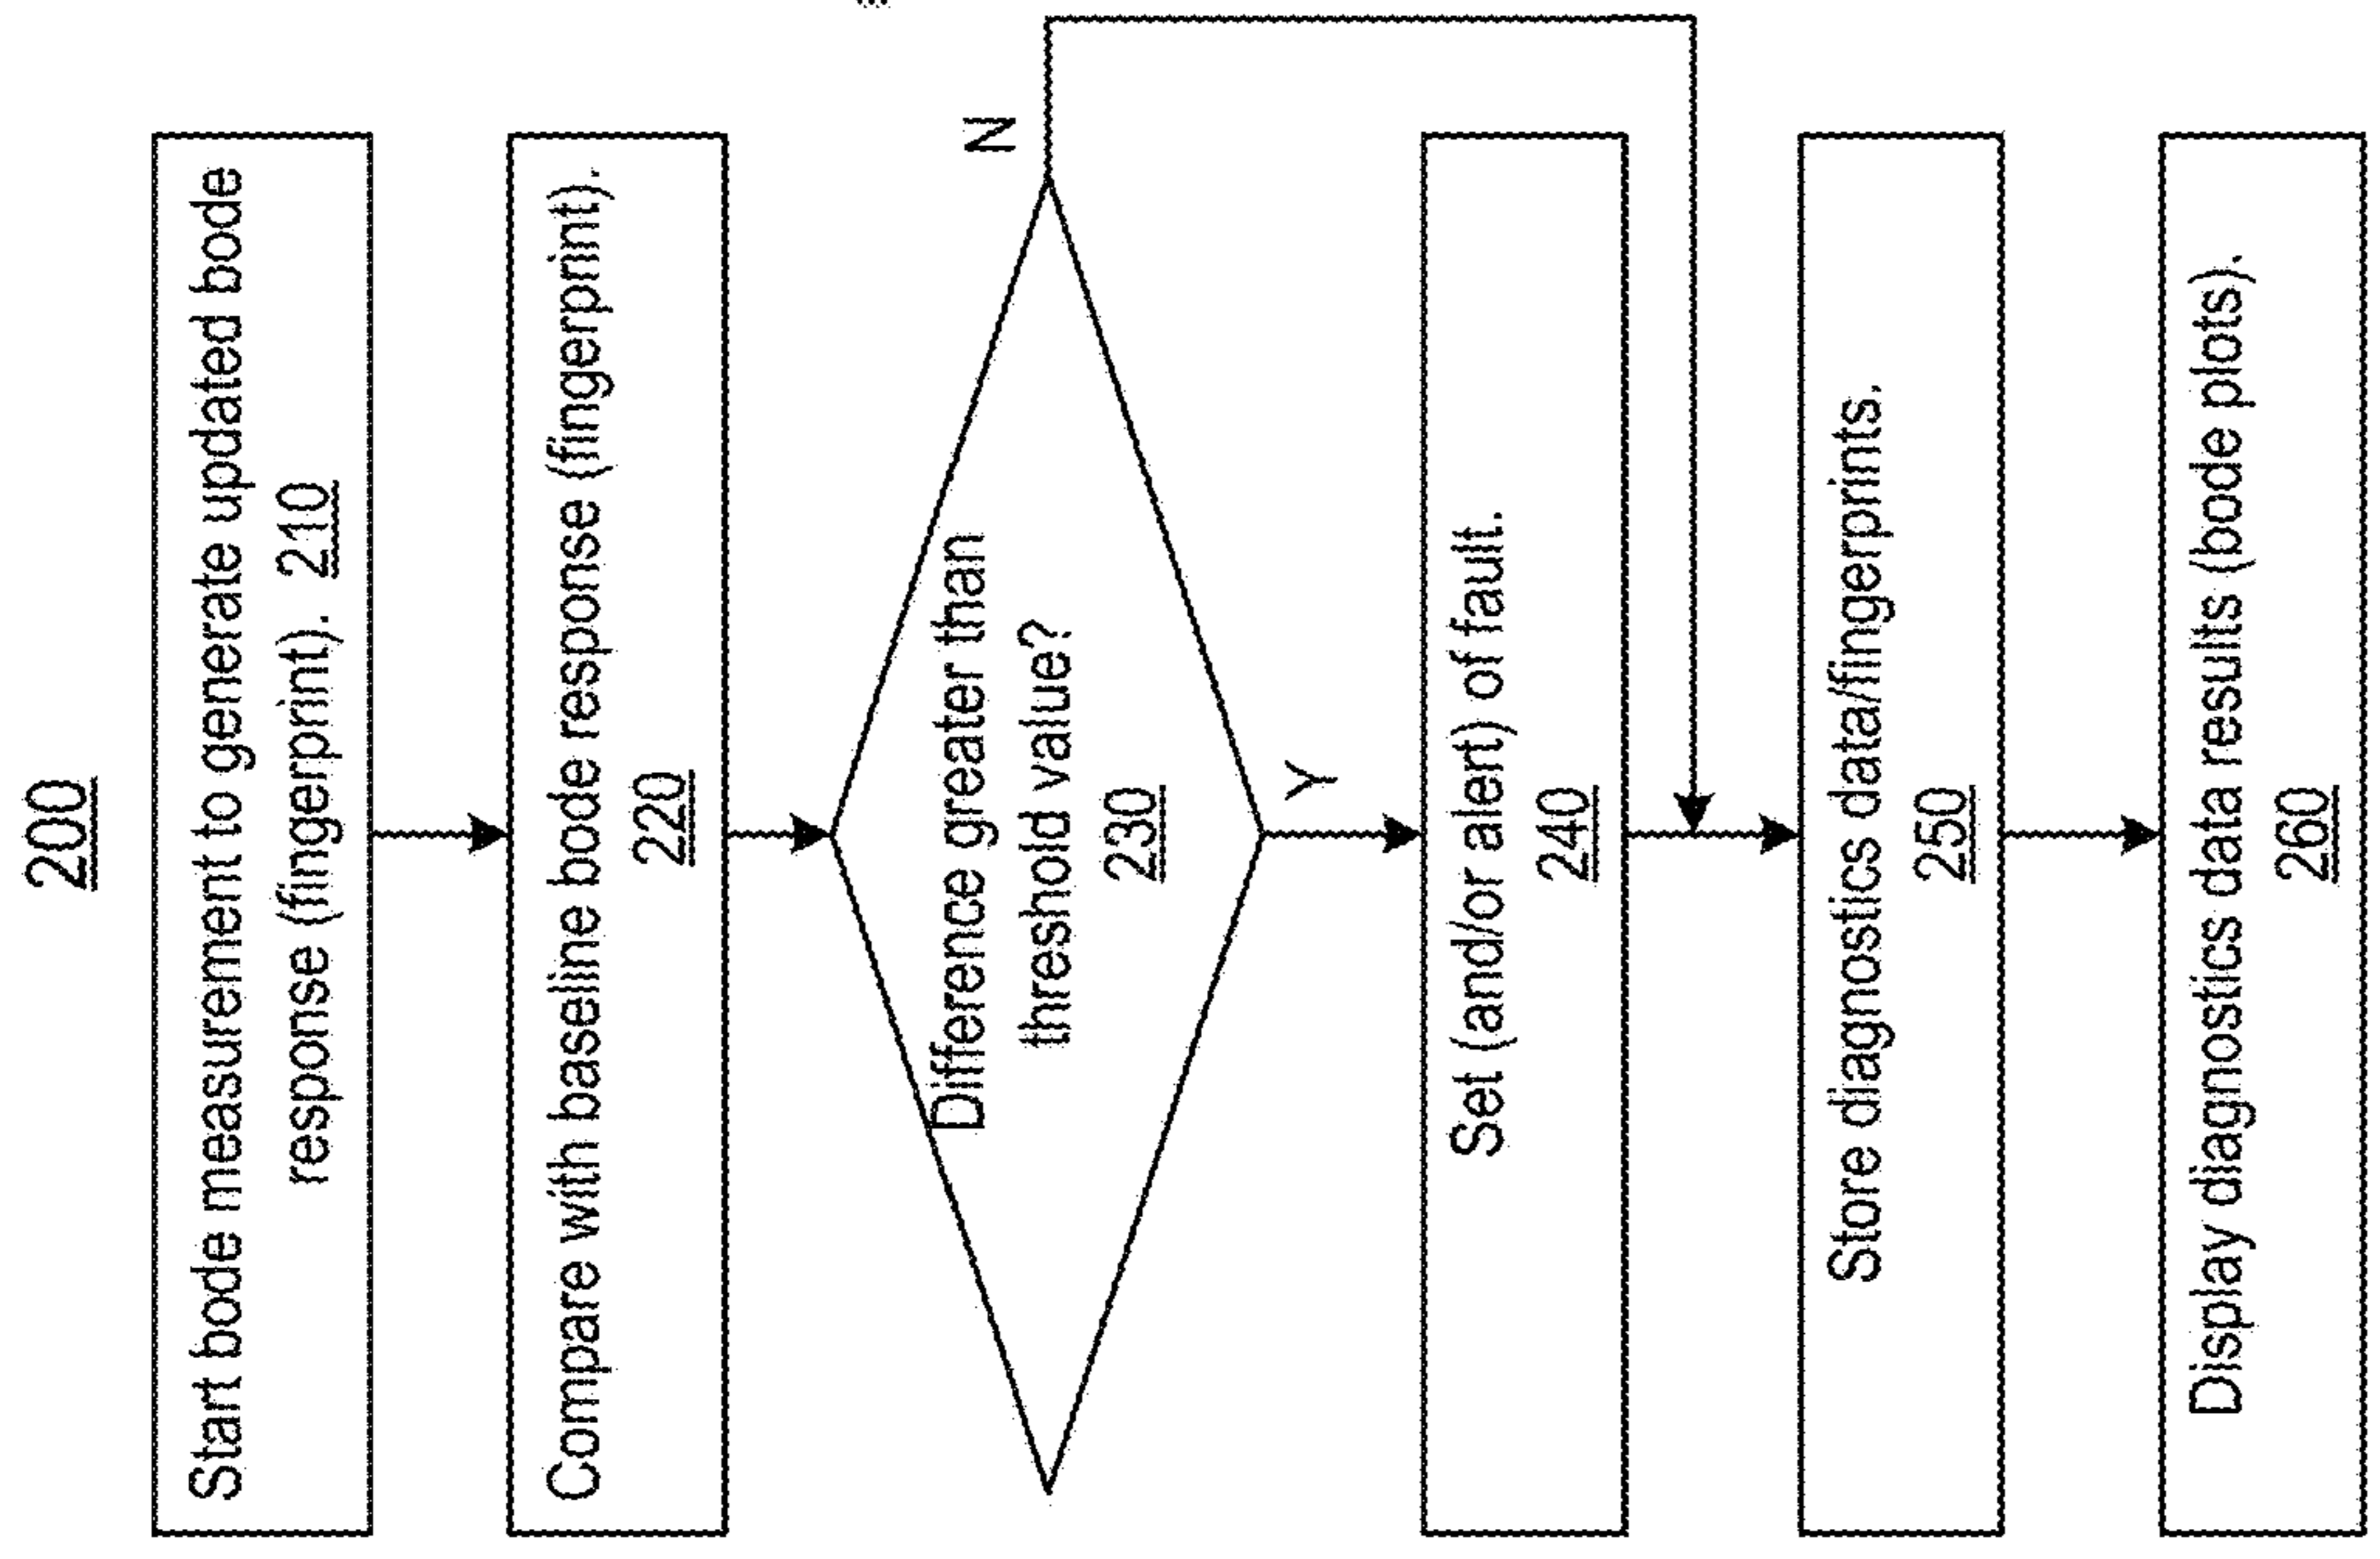 200
Start bode measurement to generate updated bode
response (fingerprint). 210
Compare with baseline bode response (fingerprint).
220
Difference greater than
threshold value?
230
N
Y
Set (and/or alert) of fault.
240
Store diagnostics data/fingerprints.
250
Display diagnostics data results (bode plots).
260